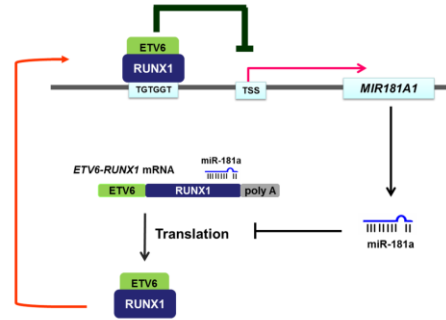 ETV6
RUNX1
TGTGGT
TSS
MIR181A1
ETV6-RUNX1 mRNA
miR-181a
ETV6 RUNX1 poly A
Translation
miR-181a
ETV6
RUNX1